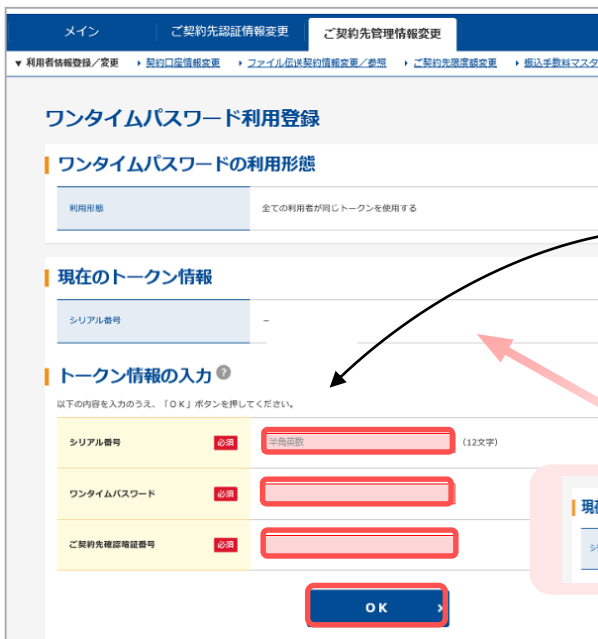 メイン ご契約先認証情報変更 ご契約先管理情報変更
▼ 利用者情報登録／変更 契約口座情報変更 ファイル伝送契約情報変更／参照 ご契約先限度額変更 振込手数料マスタ
ワンタイムパスワード利用登録
ワンタイムパスワードの利用形態
利用形態 全ての利用者が同じトークンを使用する
現在のトークン情報
シリアル番号 −
トークン情報の入力 ?
以下の内容を入力のうえ、「ＯＫ」ボタンを押してください。
シリアル番号 必須 半角英数 (12文字)
ワンタイムパスワード 必須
現
ご契約先確認暗証番号 必須
OK